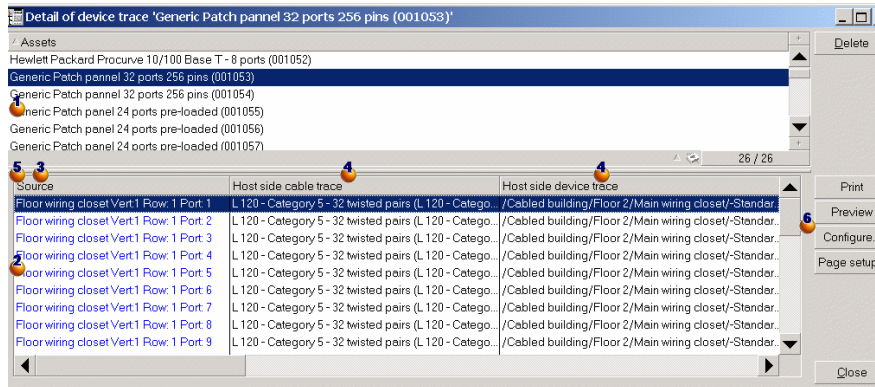 Detail of device trace 'Generic Patch pannel 32 ports 256 pins (001053)'
Assets
Delete
Hewlett Packard Procurve 10/100 Base T - 8 ports (001052)
Generic Patch pannel 32 ports 256 pins (001053)
Generic Patch pannel 32 ports 256 pins (001054)
1
Generic Patch panel 24 ports pre-loaded (001055)
Generic Patch panel 24 ports pre-loaded (001056)
Generic Patch panel 24 ports pre-loaded (001057)
26 / 26
5 3 4 4
Source Host side cable trace Host side device trace
Print
Floor wiring closet Vert:1 Row: 1 Port: 1 L 120 - Category 5 - 32 twisted pairs (L 120 - Catego... /Cabled building/Floor 2/Main wiring closet/-Standar...
Floor wiring closet Vert:1 Row: 1 Port: 2 L 120 - Category 5 - 32 twisted pairs (L 120 - Catego... /Cabled building/Floor 2/Main wiring closet/-Standar...
Preview
6
Floor wiring closet Vert:1 Row: 1 Port: 3 L 120 - Category 5 - 32 twisted pairs (L 120 - Catego... /Cabled building/Floor 2/Main wiring closet/-Standar...
Configure.
Floor wiring closet Vert:1 Row: 1 Port: 4 L 120 - Category 5 - 32 twisted pairs (L 120 - Catego... /Cabled building/Floor 2/Main wiring closet/-Standar...
Page setup
2
Floor wiring closet Vert:1 Row: 1 Port: 5 L 120 - Category 5 - 32 twisted pairs (L 120 - Catego... /Cabled building/Floor 2/Main wiring closet/-Standar...
Floor wiring closet Vert:1 Row: 1 Port: 6 L 120 - Category 5 - 32 twisted pairs (L 120 - Catego... /Cabled building/Floor 2/Main wiring closet/-Standar...
Floor wiring closet Vert:1 Row: 1 Port: 7 L 120 - Category 5 - 32 twisted pairs (L 120 - Catego... /Cabled building/Floor 2/Main wiring closet/-Standar...
Floor wiring closet Vert:1 Row: 1 Port: 8 L 120 - Category 5 - 32 twisted pairs (L 120 - Catego... /Cabled building/Floor 2/Main wiring closet/-Standar...
Floor wiring closet Vert:1 Row: 1 Port: 9 L 120 - Category 5 - 32 twisted pairs (L 120 - Catego... /Cabled building/Floor 2/Main wiring closet/-Standar...
Close